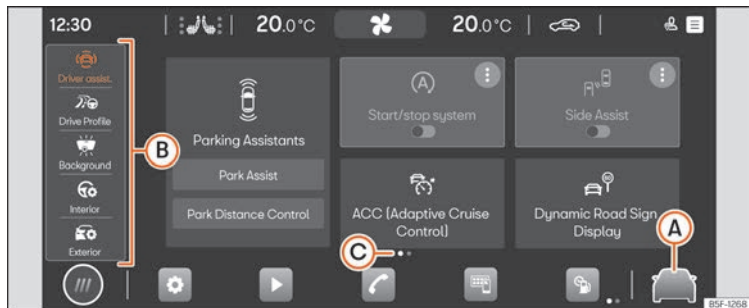 12:30
20.0°C
20.0°C
Driver assist.
Drive Profile
Background
Interior
Exterior
B
Parking Assistants
Park Assist
Park Distance Control
A
Start/stop system
Side Assist
ACC (Adaptive Cruise
Control)
Dynamic Road Sign
Display
C
A
B5F-1268